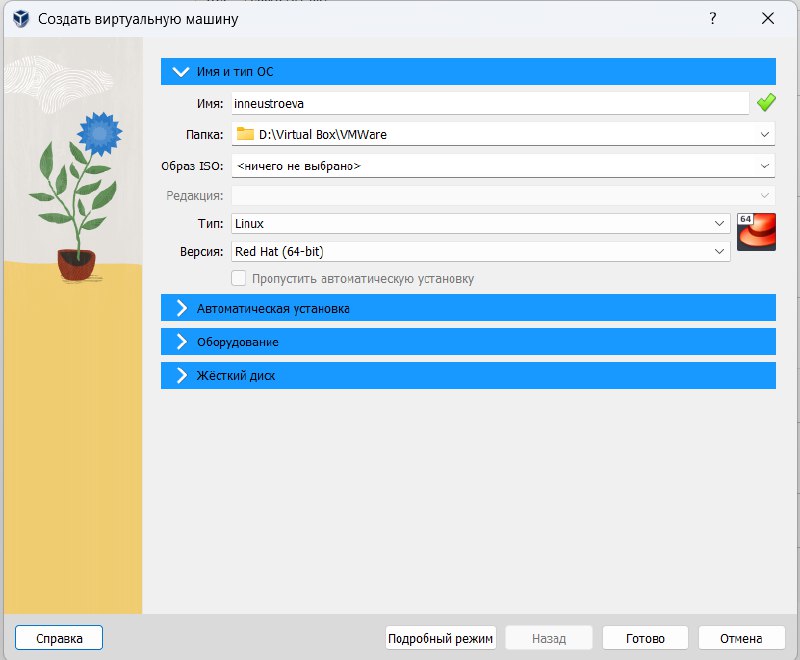 Создать виртуальную машину ?
Имя и тип ОС
Имя: inneustroeva
Папка: D:\Virtual Box\VMWare
Образ ISO: <ничего не выбрано>
Редакция:
Тип: Linux 64
Версия: Red Hat (64-bit)
Пропустить автоматическую установку
Автоматическая установка
Оборудование
Жёсткий диск
Справка Подробный режим Назад Готово Отмена